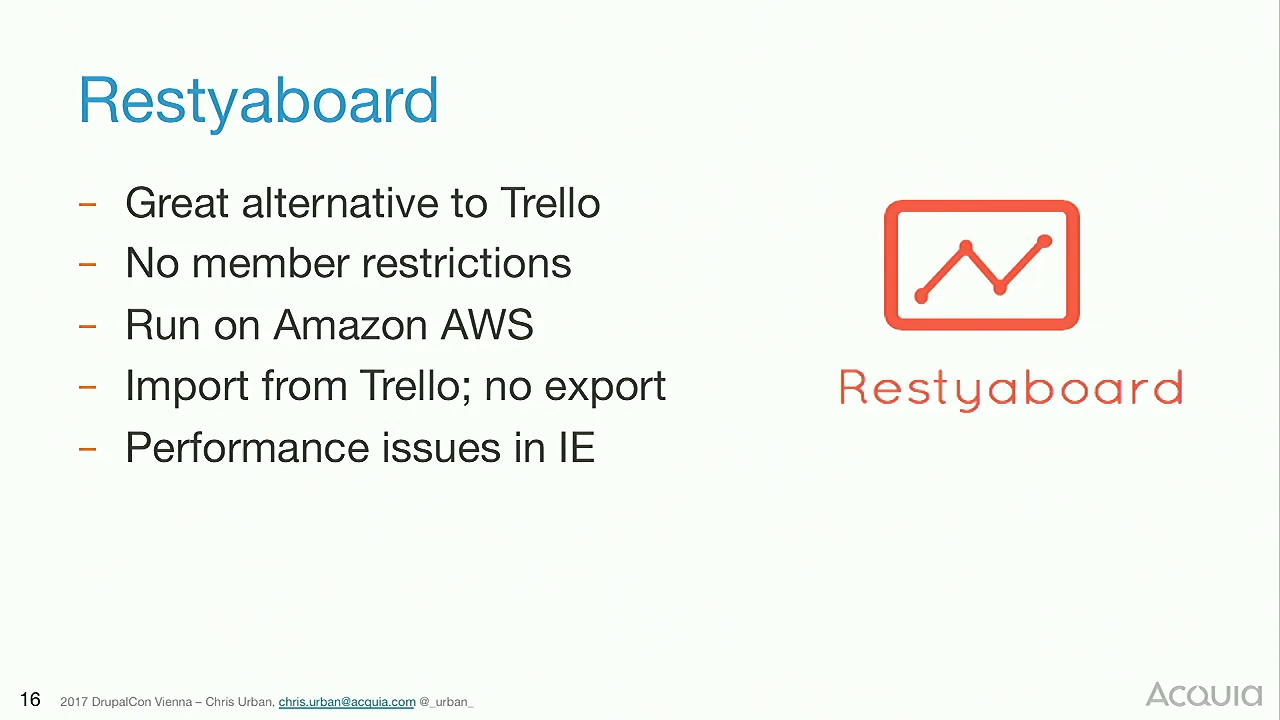 Restyaboard
– Great alternative to Trello
– No member restrictions
– Run on Amazon AWS
– Import from Trello; no export
– Performance issues in IE
Restyaboard
16 2017 DrupalCon Vienna – Chris Urban, chris.urban@acquia.com @_urban_
Acquia